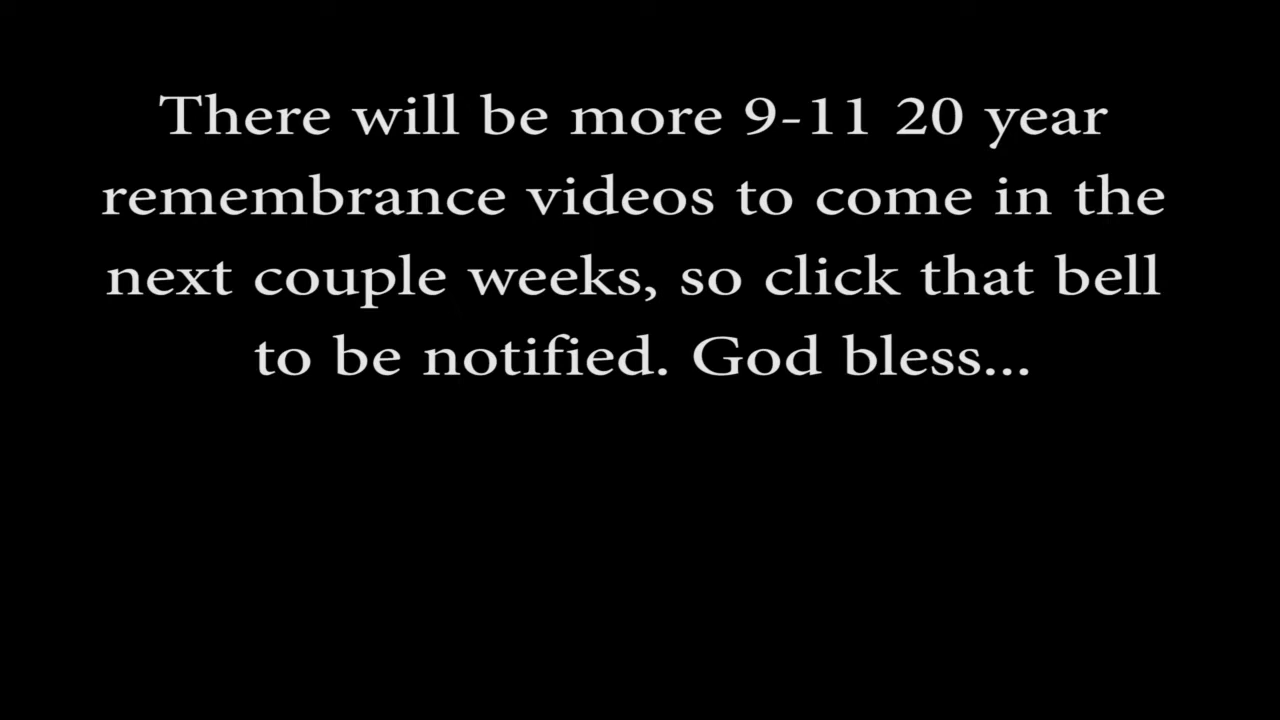 There will be more 9-11 20 year
remembrance videos to come in the
next couple weeks, so click that bell
to be notified. God bless...